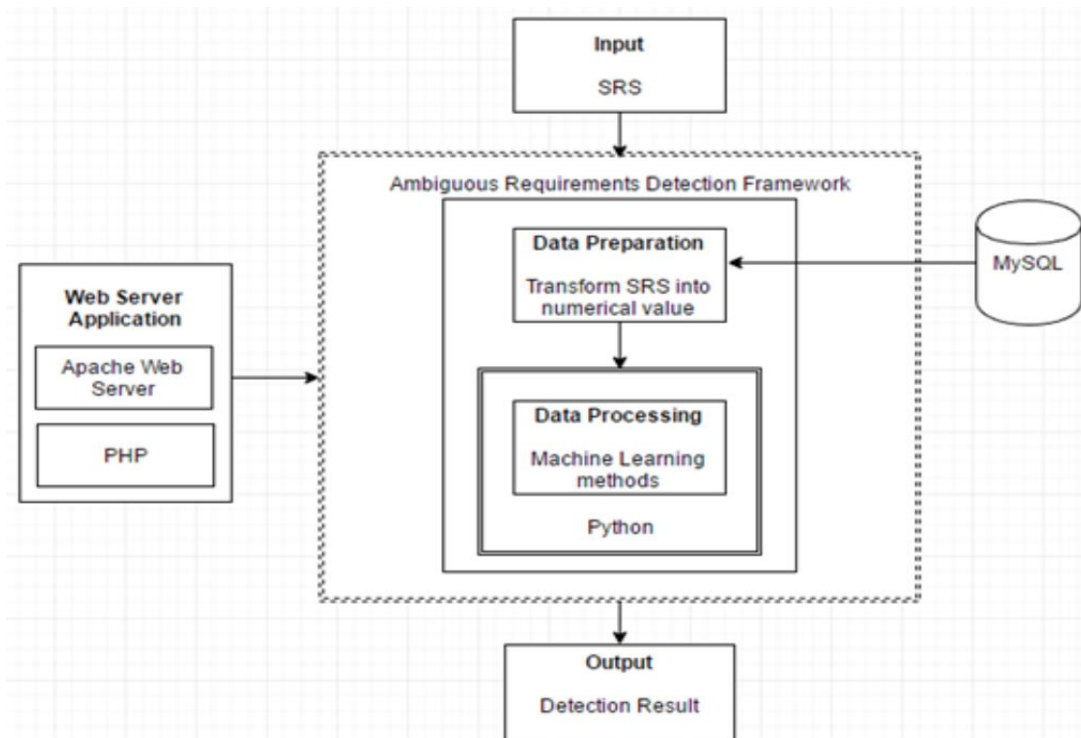 Input
SRS
Ambiguous Requirements Detection Framework
Data Preparation
Transform SRS into
numerical value
MySQL
Web Server
Application
Apache Web
Server
PHP
Data Processing
Machine Learning
methods
Python
Output
Detection Result